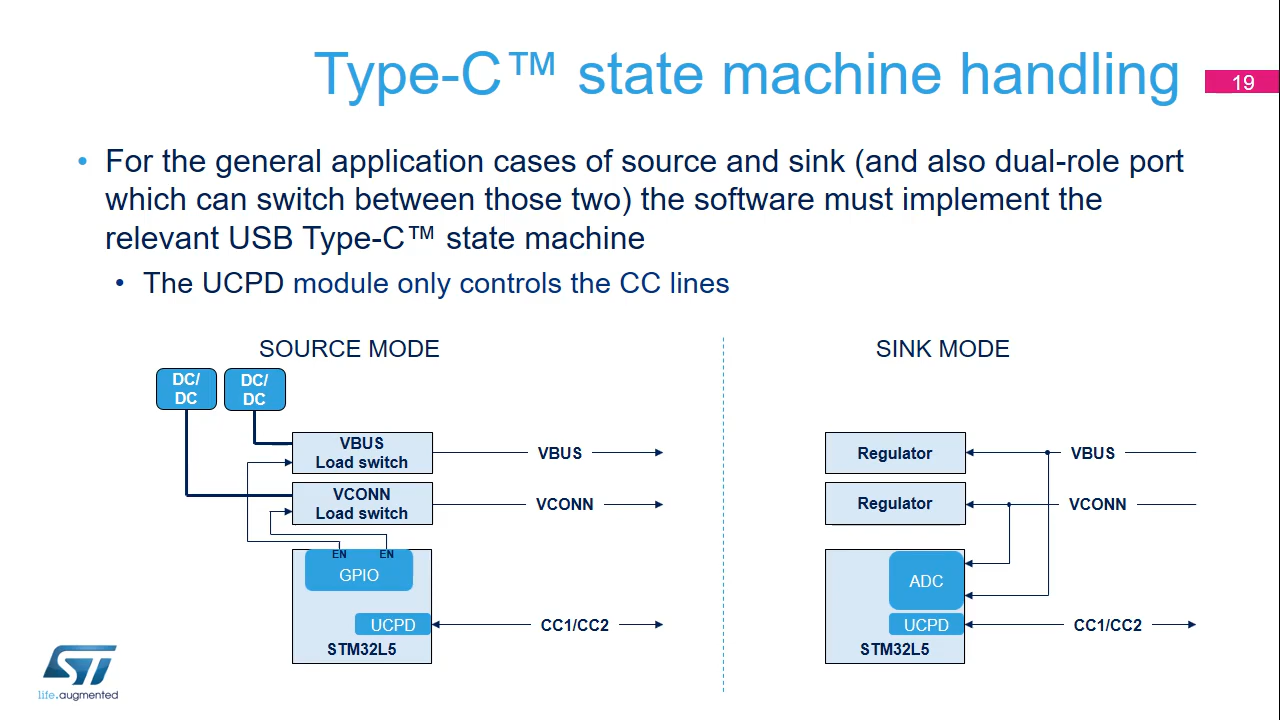 Type-C™ state machine handling
19
• For the general application cases of source and sink (and also dual-role port
which can switch between those two) the software must implement the
relevant USB Type-C™ state machine
• The UCPD module only controls the CC lines
SOURCE MODE
DC/
DC
DC/
DC
VBUS
Load switch
VBUS
VCONN
Load switch
VCONN
EN
EN
GPIO
UCPD
CC1/CC2
STM32L5
SINK MODE
Regulator
VBUS
Regulator
VCONN
ADC
UCPD
CC1/CC2
STM32L5
ST
life.augmented